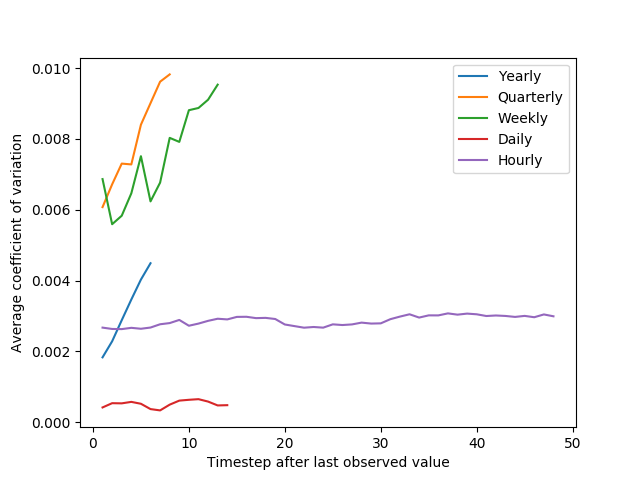 0.010
0.008
0.006
0.004
0.002
0.000
Average coefficient of variation
Yearly
Quarterly
Weekly
Daily
Hourly
0 10 20 30 40 50
Timestep after last observed value